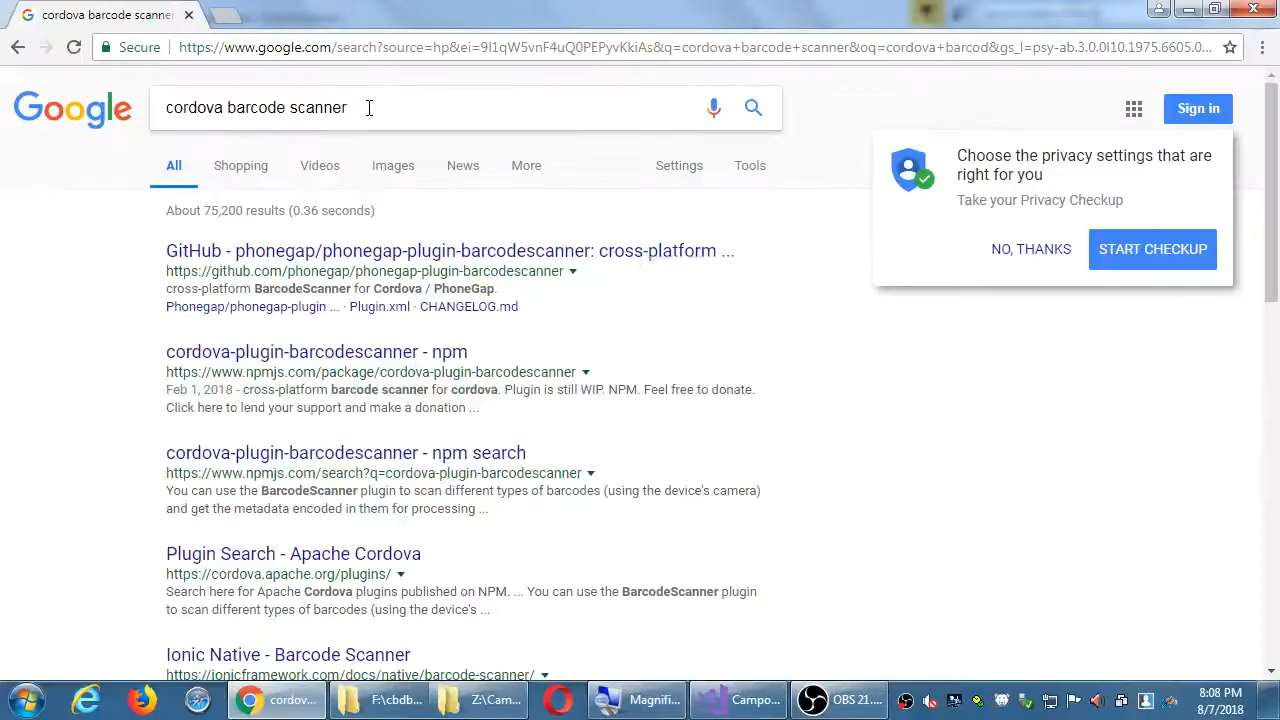 cordova barcode scanner
Secure
https://www.google.com/search?source=hp&ei=9l1qW5vnF4uQ0PEPyvKkiAs&q=cordova+barcode+scanner&oq=cordova+barcod&gs_l=psy-ab.3.0.0l10.1975.6605.0...
Google
cordova barcode scanner
Sign in
All
Shopping
Videos
Images
News
More
Settings
Tools
Choose the privacy settings that are
right for you
Take your Privacy Checkup
NO, THANKS
START CHECKUP
About 75,200 results (0.36 seconds)
GitHub - phonegap/phonegap-plugin-barcodescanner: cross-platform ...
https://github.com/phonegap/phonegap-plugin-barcodescanner
cross-platform BarcodeScanner for Cordova / PhoneGap.
Phonegap/phonegap-plugin ... · Plugin.xml · CHANGELOG.md
cordova-plugin-barcodescanner - npm
https://www.npmjs.com/package/cordova-plugin-barcodescanner
Feb 1, 2018 - cross-platform barcode scanner for cordova. Plugin is still WIP. NPM. Feel free to donate.
Click here to lend your support and make a donation ...
cordova-plugin-barcodescanner - npm search
https://www.npmjs.com/search?q=cordova-plugin-barcodescanner
You can use the BarcodeScanner plugin to scan different types of barcodes (using the device's camera)
and get the metadata encoded in them for processing ...
Plugin Search - Apache Cordova
https://cordova.apache.org/plugins/
Search here for Apache Cordova plugins published on NPM. ... You can use the BarcodeScanner plugin
to scan different types of barcodes (using the device's ...
Ionic Native - Barcode Scanner
https://ionicframework.com/docs/native/barcode-scanner/
cordov...
F:\cbdb...
Z:\Cam...
Magnifi...
Campo...
OBS 21....
8:08 PM
8/7/2018